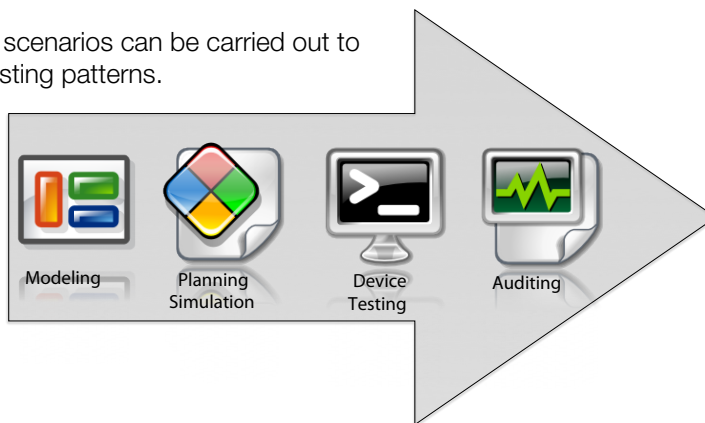 scenarios can be carried out to
sting patterns.
>_
Modeling
Planning
Simulation
Device
Testing
Auditing